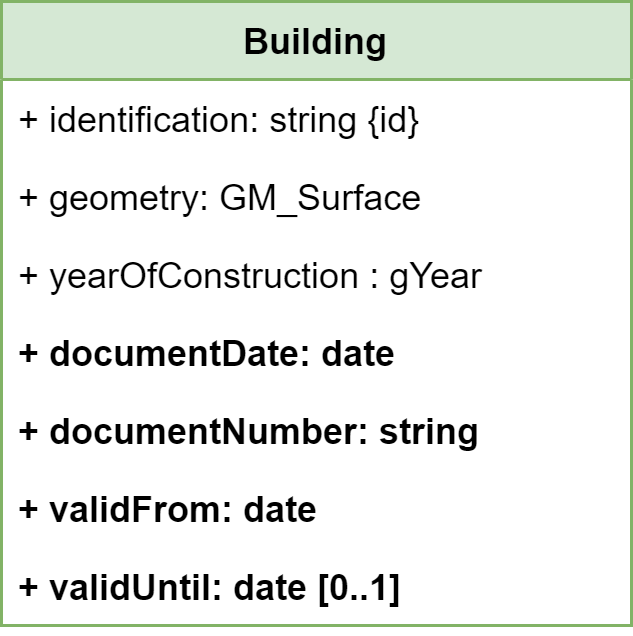 Building
+ identification: string {id}
+ geometry: GM_Surface
+ yearOfConstruction : gYear
+ documentDate: date
+ documentNumber: string
+ validFrom: date
+ validUntil: date [0..1]